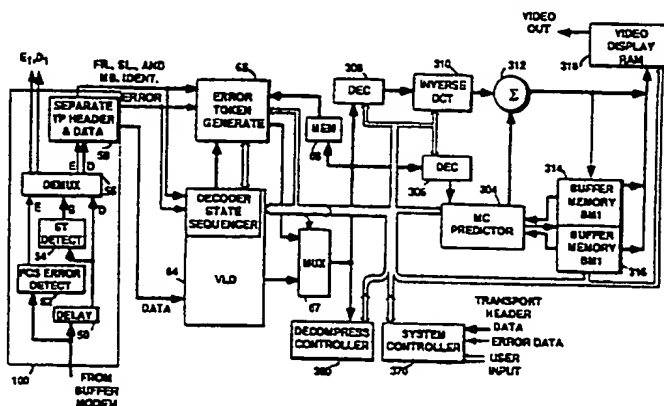 VIDEO OUT
VIDEO DISPLAY RAM
318
E1, D1
FR., SL., AND MB. IDENT.
ERROR
68
ERROR TOKEN GENERATE
308
DEC
310
INVERSE DCT
312
Σ
SEPARATE TP HEADER & DATA
58
MEM
66
DEC
306
304
MC PREDICTOR
314
BUFFER MEMORY BM1
BUFFER MEMORY BM1
316
E D
DEMUX
56
E
D
ST DETECT
54
FCS ERROR DETECT
52
DELAY
50
DECODER STATE SEQUENCER
VLD
64
DATA
MUX
67
DECOMPRESS CONTROLLER
SYSTEM CONTROLLER
370
TRANSPORT HEADER DATA
ERROR DATA
USER INPUT
100
FROM BUFFER MODEM